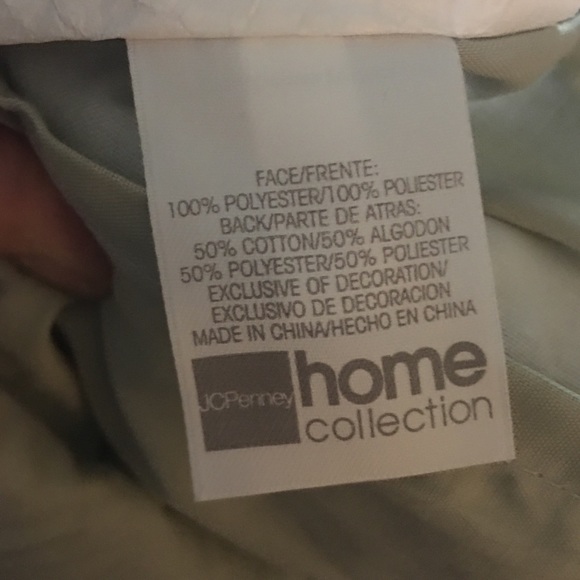 FACE/FRENTE:
100% POLYESTER/100% POLIESTER
BACK/PARTE DE ATRAS:
50% COTTON/50% ALGODON
50% POLYESTER/50% POLIESTER
EXCLUSIVE OF DECORATION/
EXCLUSIVO DE DECORACION
MADE IN CHINA/HECHO EN CHINA
JCPenney home
collection